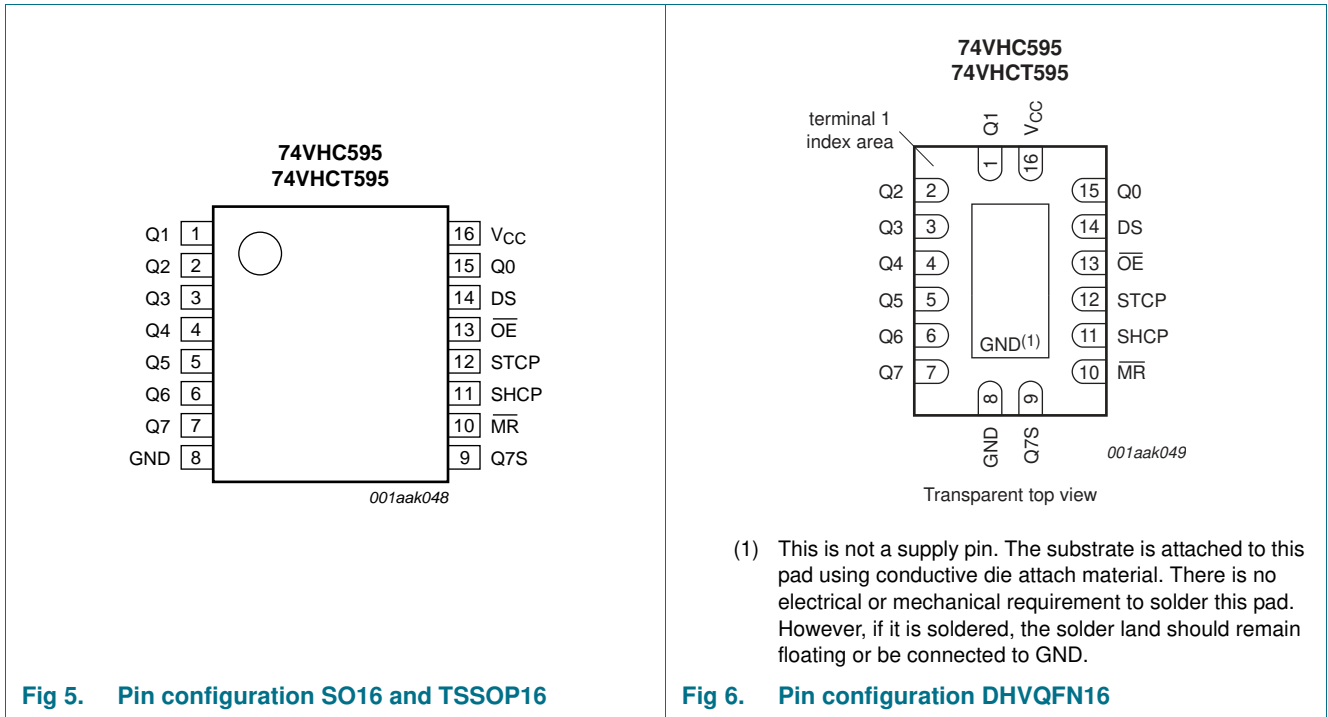 74VHC595
74VHCT595
Q1 1 16 VCC
Q2 2 15 Q0
Q3 3 14 DS
Q4 4 13 OE
Q5 5 12 STCP
Q6 6 11 SHCP
Q7 7 10 MR
GND 8 9 Q7S
001aak048
Fig 5. Pin configuration SO16 and TSSOP16
74VHC595
74VHCT595
terminal 1
index area
Q1 VCC
1 16
Q2 2 15 Q0
Q3 3 14 DS
Q4 4 13 OE
Q5 5 12 STCP
Q6 6 GND(1) 11 SHCP
Q7 7 10 MR
8 9
GND Q7S
001aak049
Transparent top view
(1) This is not a supply pin. The substrate is attached to this
pad using conductive die attach material. There is no
electrical or mechanical requirement to solder this pad.
However, if it is soldered, the solder land should remain
floating or be connected to GND.
Fig 6. Pin configuration DHVQFN16